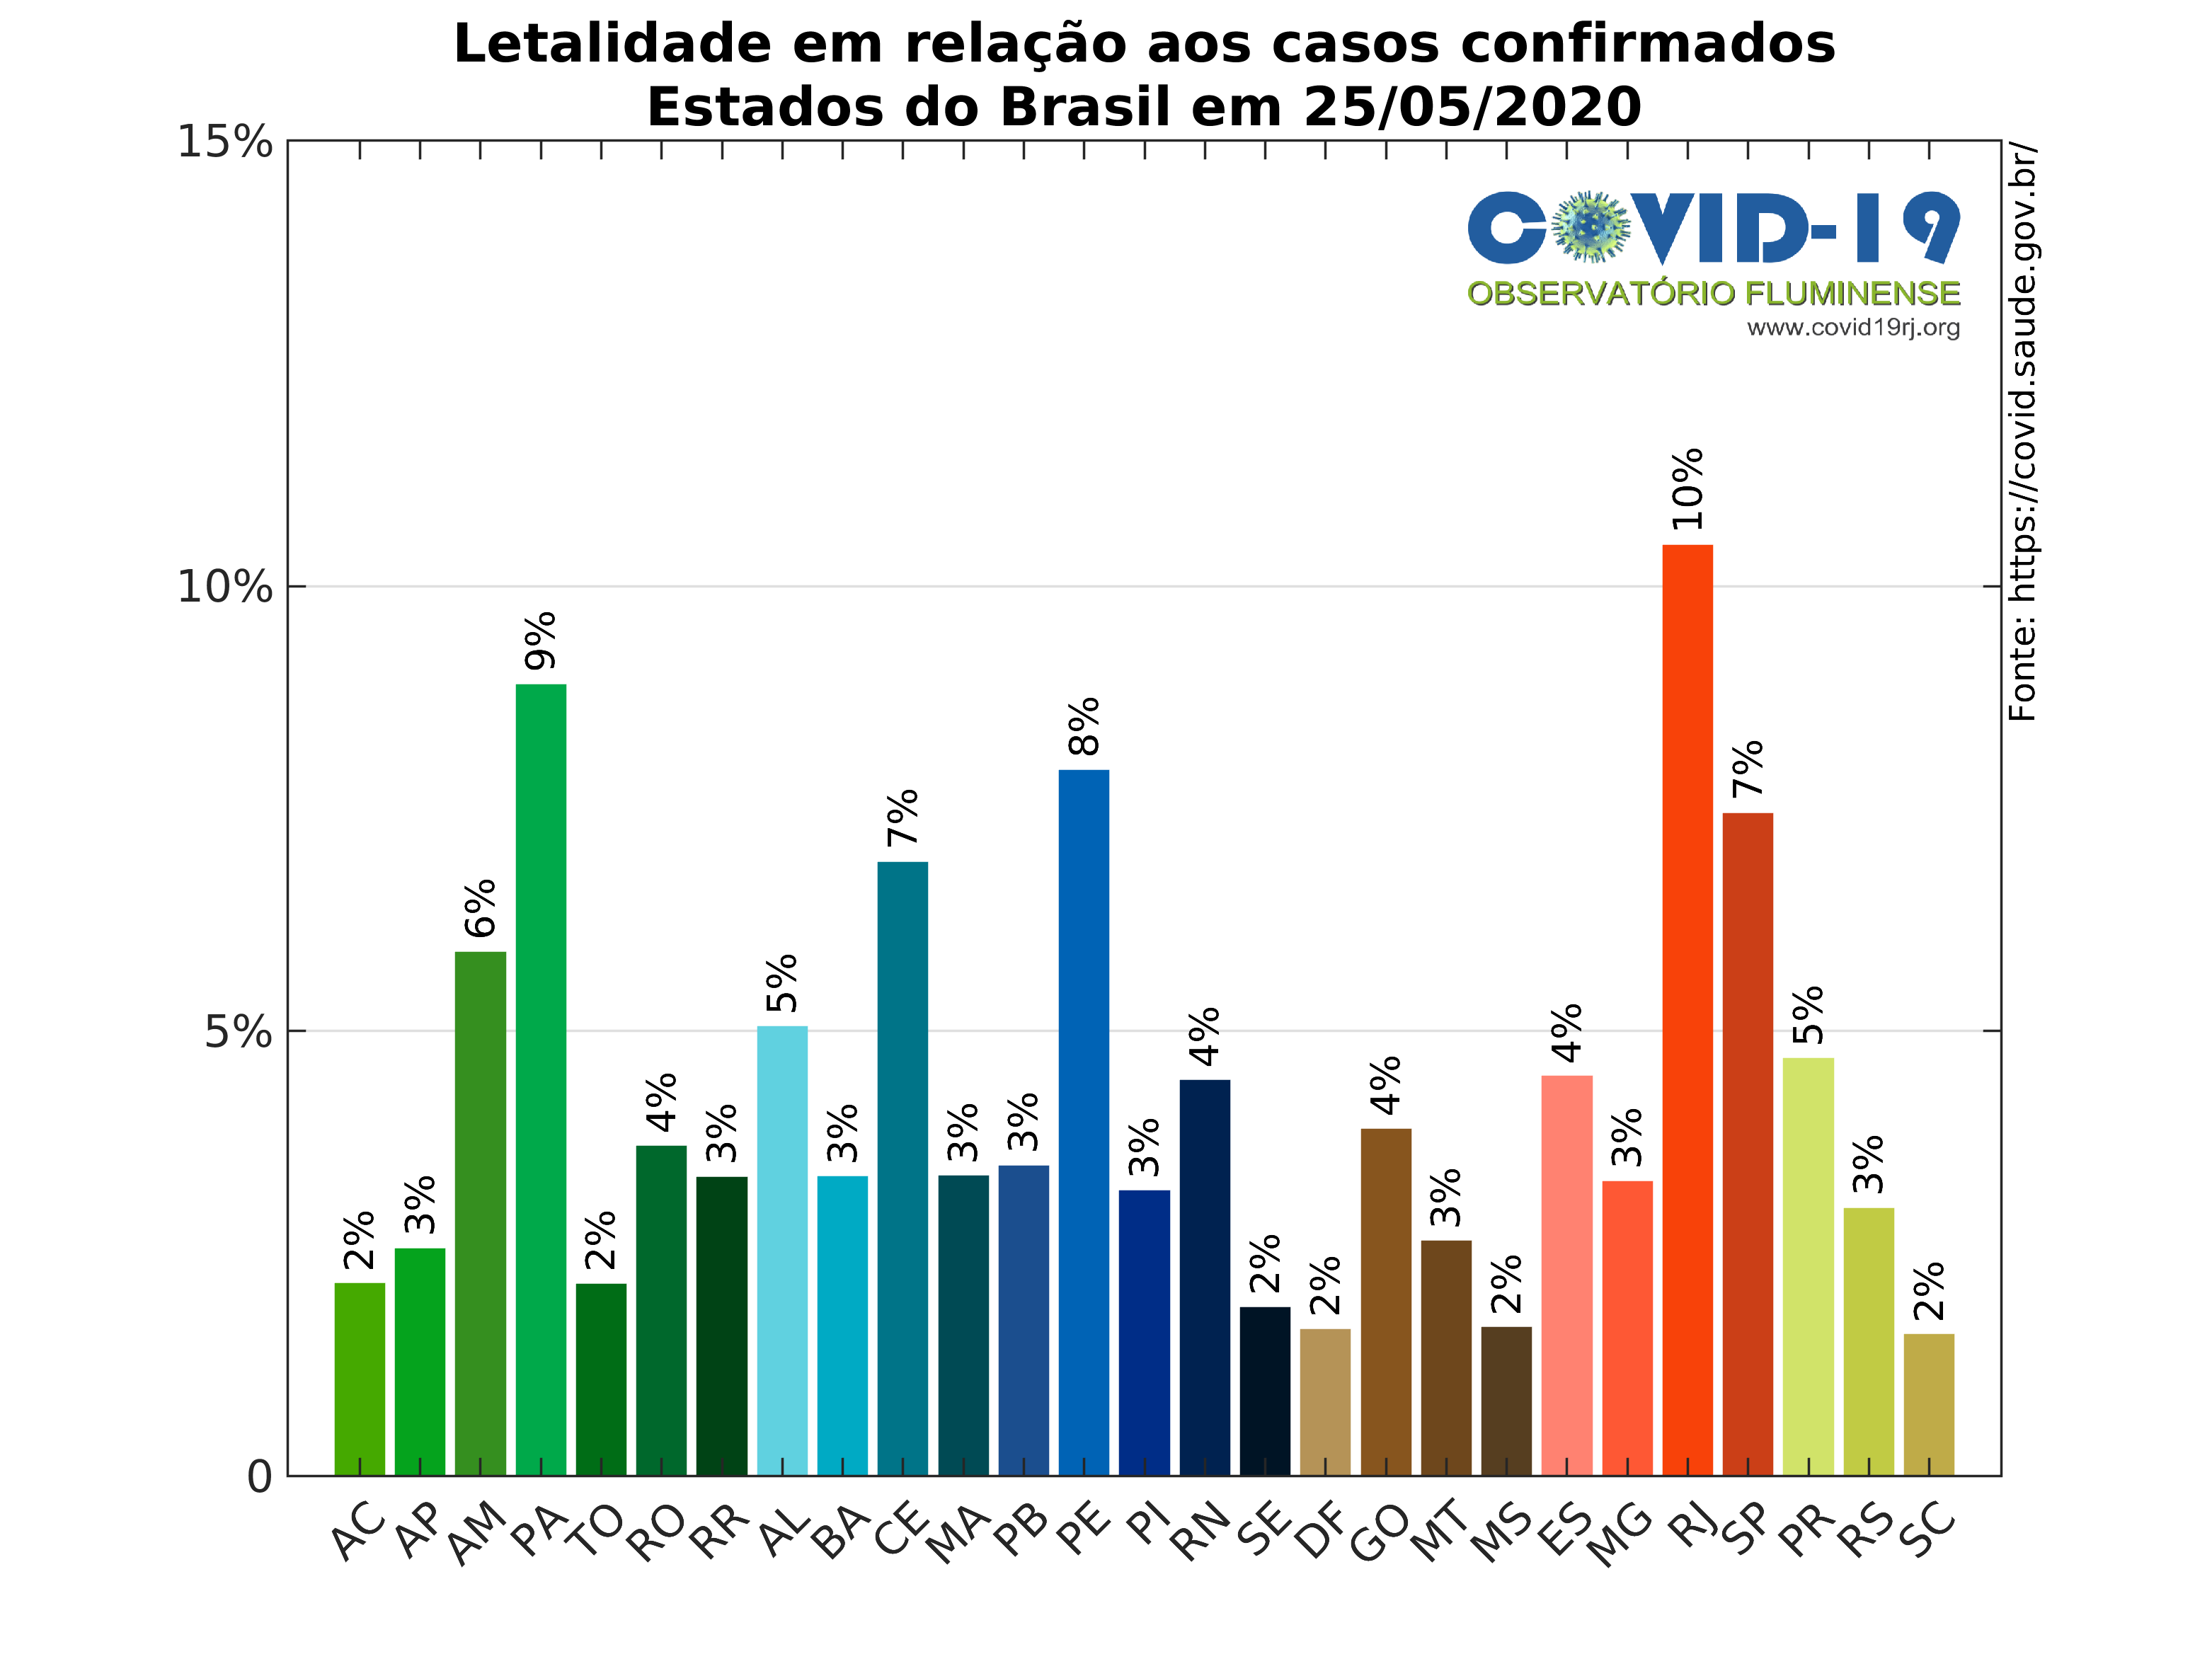 Letalidade em relação aos casos confirmados
Estados do Brasil em 25/05/2020
15%
10%
5%
0
COVID-19
OBSERVATÓRIO FLUMINENSE
www.covid19rj.org
Fonte: https://covid.saude.gov.br/
2%
3%
6%
9%
2%
4%
3%
5%
3%
7%
3%
3%
8%
3%
4%
2%
2%
4%
3%
2%
4%
3%
10%
7%
5%
3%
2%
AC
AP
AM
PA
TO
RO
RR
AL
BA
CE
MA
PB
PE
PI
RN
SE
DF
GO
MT
MS
ES
MG
RJ
SP
PR
RS
SC